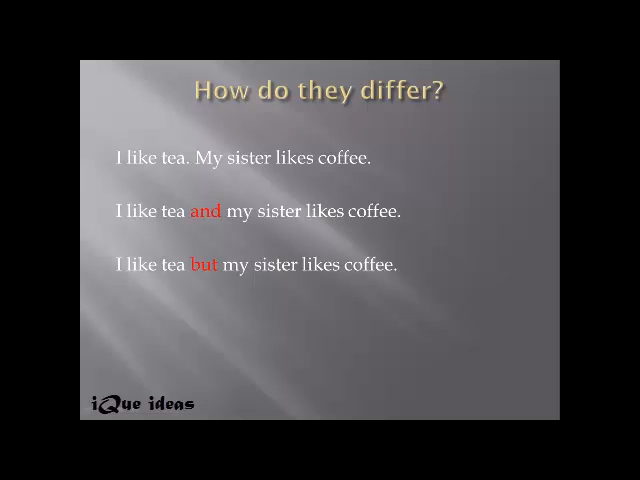 How do they differ?
I like tea. My sister likes coffee.
I like tea and my sister likes coffee.
I like tea but my sister likes coffee.
iQue ideas